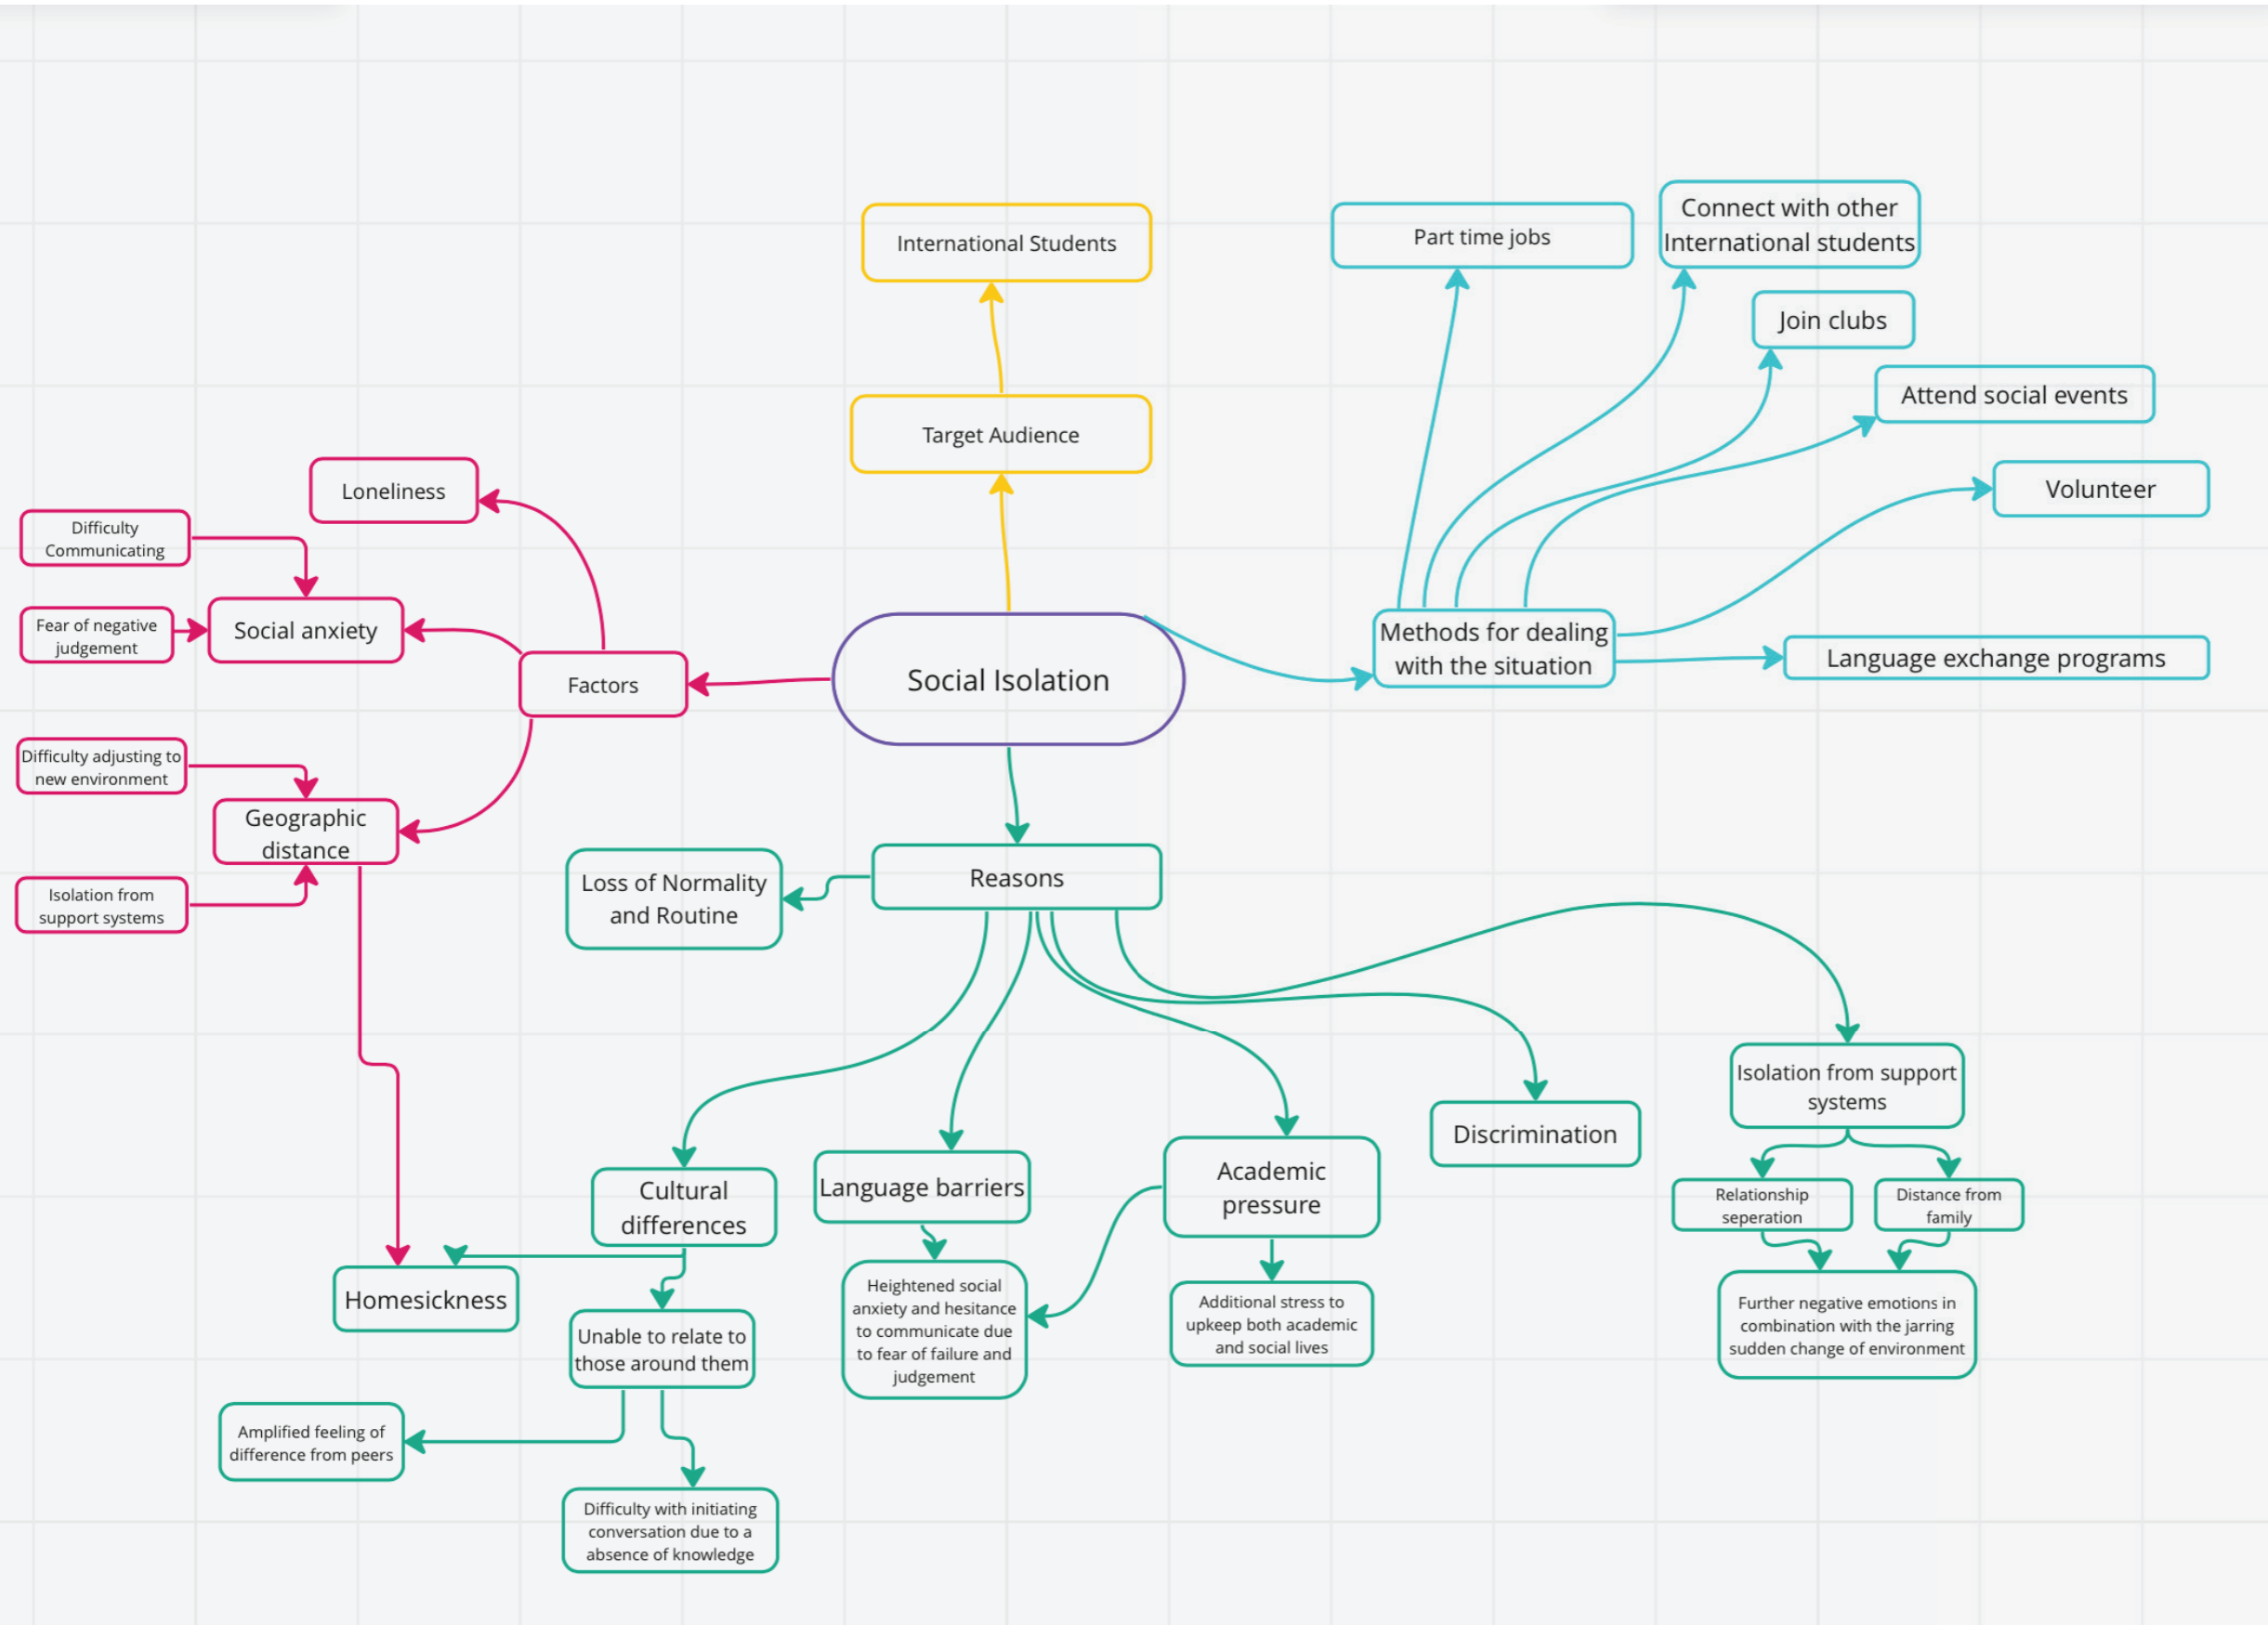 International Students
Part time jobs
Connect with other
International students
Join clubs
Attend social events
Target Audience
Volunteer
Loneliness
Difficulty
Communicating
Fear of negative
judgement
Social anxiety
Factors
Social Isolation
Methods for dealing
with the situation
Language exchange programs
Difficulty adjusting to
new environment
Geographic
distance
Isolation from
support systems
Loss of Normality
and Routine
Reasons
Isolation from support
systems
Discrimination
Academic
pressure
Language barriers
Cultural
differences
Relationship
seperation
Distance from
family
Homesickness
Unable to relate to
those around them
Heightened social
anxiety and hesitance
to communicate due
to fear of failure and
judgement
Additional stress to
upkeep both academic
and social lives
Further negative emotions in
combination with the jarring
sudden change of environment
Amplified feeling of
difference from peers
Difficulty with initiating
conversation due to a
absence of knowledge